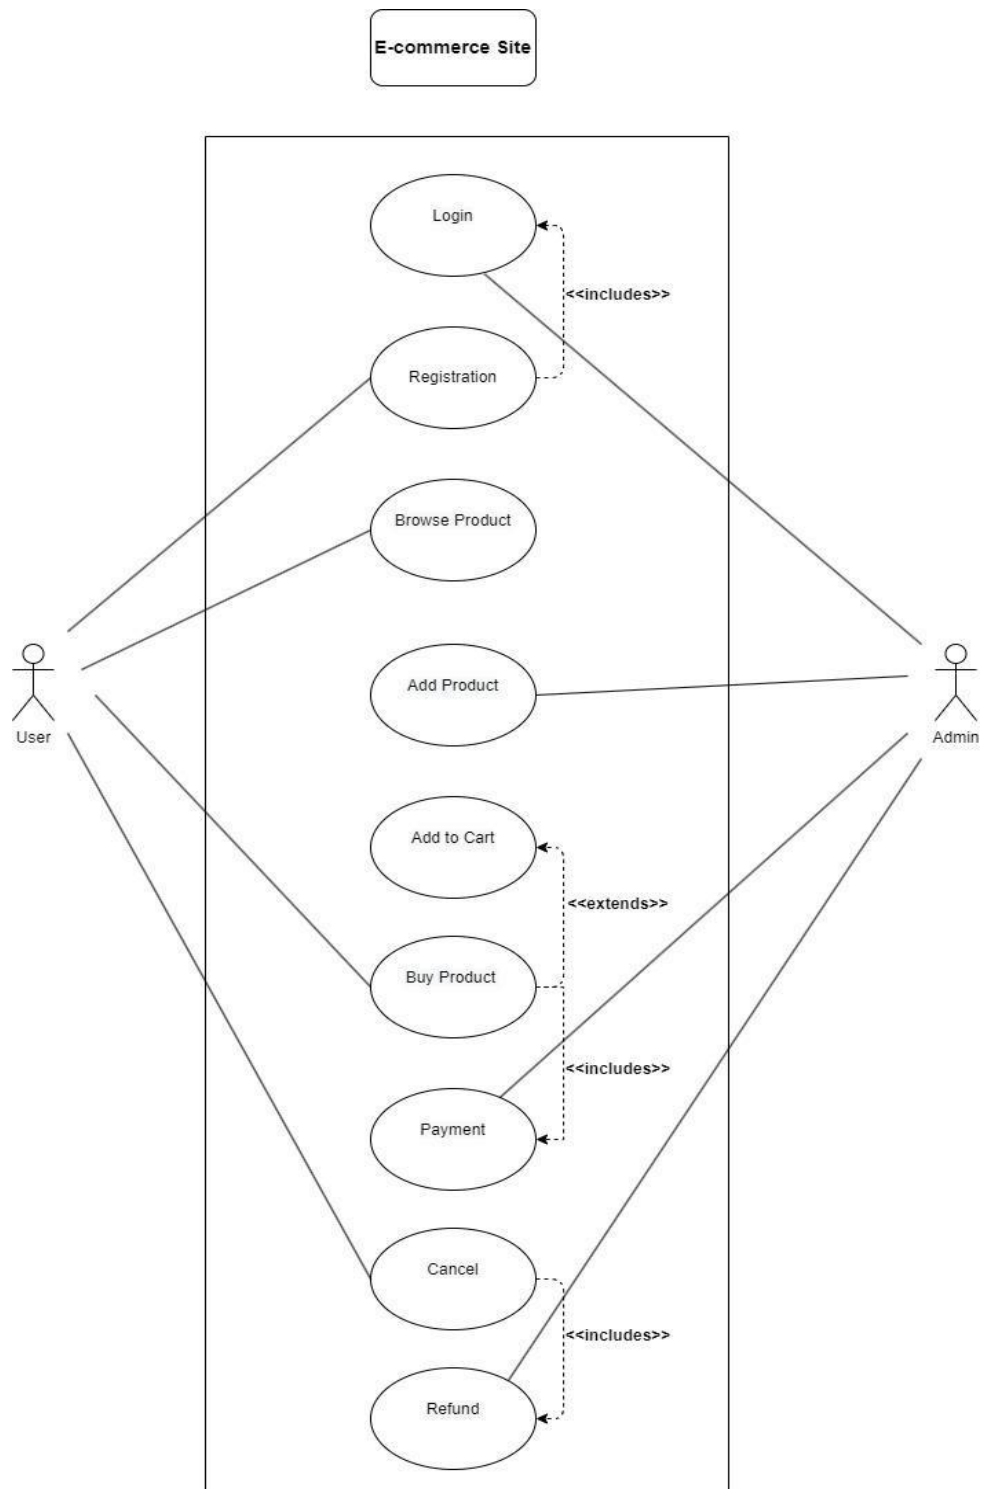 E-commerce Site
Login
<<includes>>
Registration
Browse Product
Add Product
User
Admin
Add to Cart
<<extends>>
Buy Product
<<includes>>
Payment
Cancel
<<includes>>
Refund